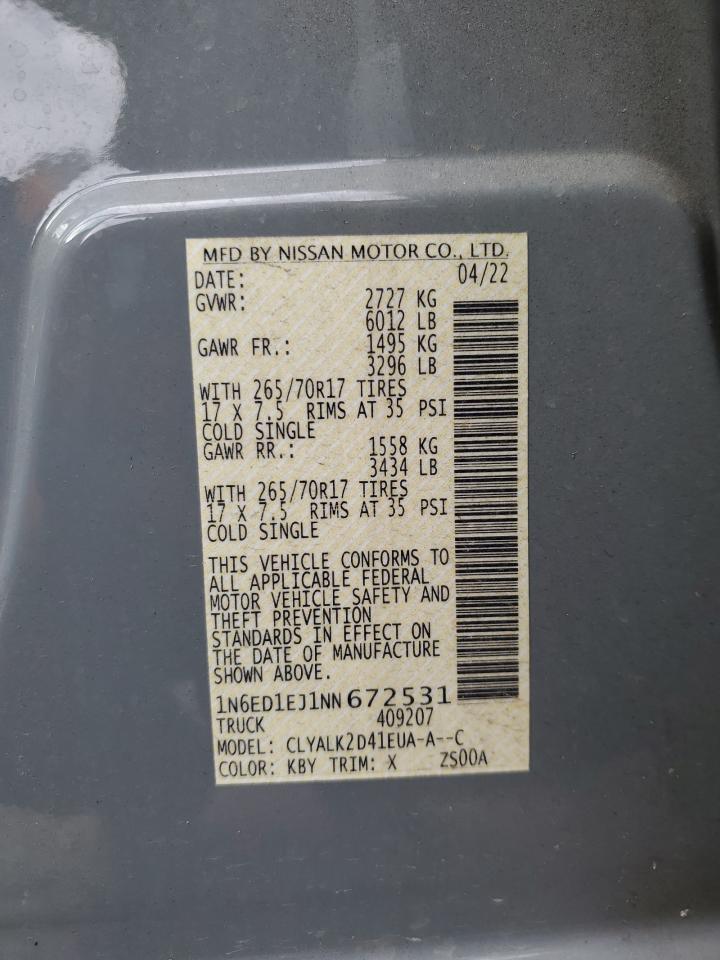 MFD BY NISSAN MOTOR CO., LTD.
DATE: 04/22
GVWR: 2727 KG
6012 LB
GAWR FR.: 1495 KG
3296 LB
WITH 265/70R17 TIRES
17 X 7.5 RIMS AT 35 PSI
COLD SINGLE
GAWR RR.: 1558 KG
3434 LB
WITH 265/70R17 TIRES
17 X 7.5 RIMS AT 35 PSI
COLD SINGLE
THIS VEHICLE CONFORMS TO
ALL APPLICABLE FEDERAL
MOTOR VEHICLE SAFETY AND
THEFT PREVENTION
STANDARDS IN EFFECT ON
THE DATE OF MANUFACTURE
SHOWN ABOVE.
1N6ED1EJ1NN672531
TRUCK 409207
MODEL: CLYALK2D41EUA-A--C
COLOR: KBY TRIM: X ZS00A